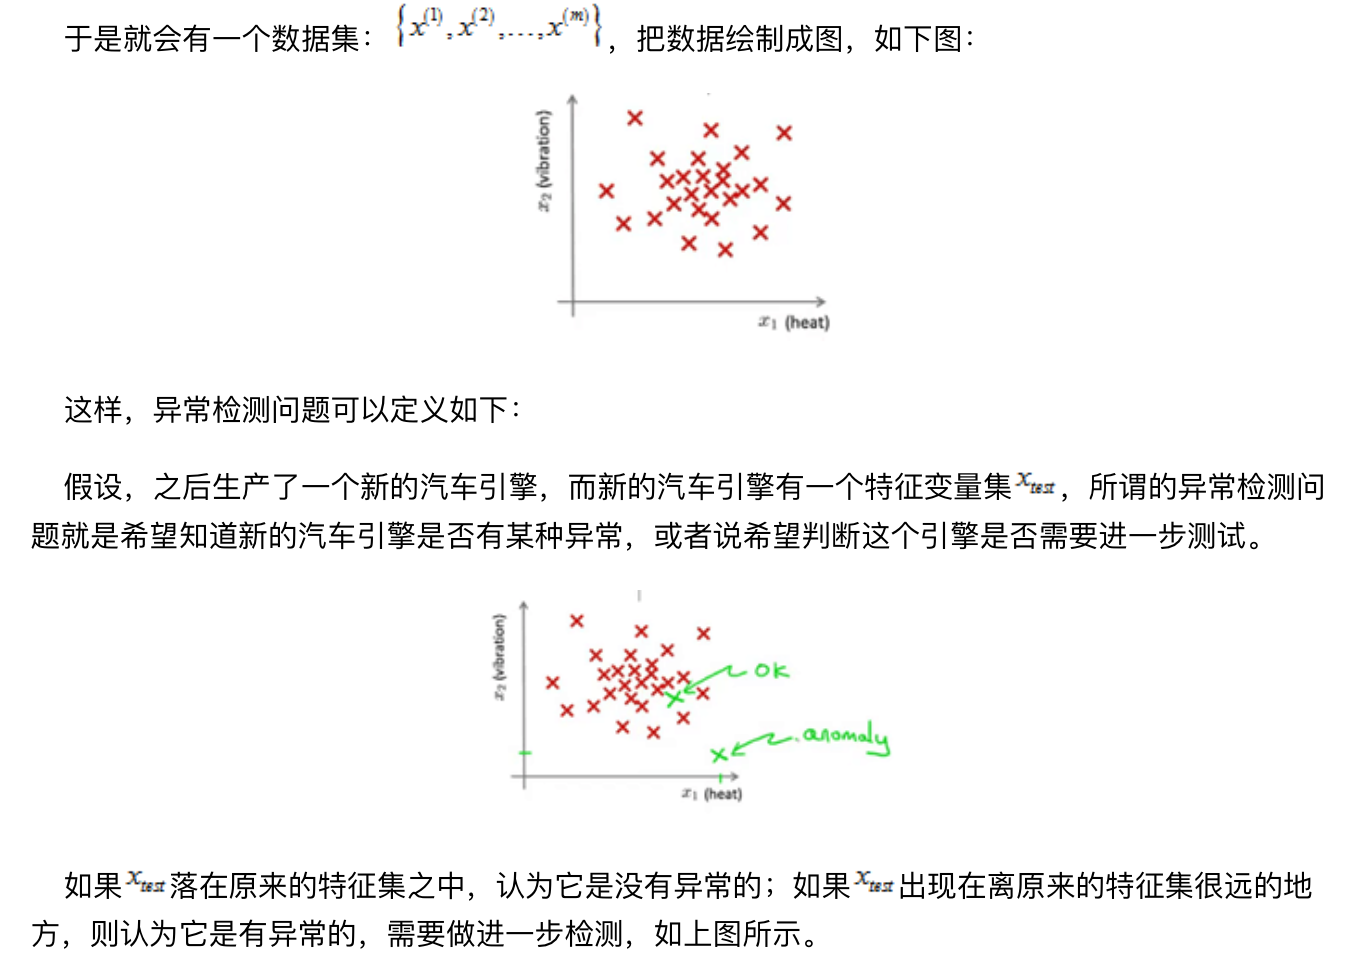 于是就会有一个数据集： {x^(1), x^(2),...,x^(m)} ，把数据绘制成图，如下图：
x₂ (vibration)
x₁ (heat)
这样，异常检测问题可以定义如下：
假设，之后生产了一个新的汽车引擎，而新的汽车引擎有一个特征变量集 x_test ，所谓的异常检测问
题就是希望知道新的汽车引擎是否有某种异常，或者说希望判断这个引擎是否需要进一步测试。
x₂ (vibration)
OK
anomaly
x₁ (heat)
如果 x_test 落在原来的特征集之中，认为它是没有异常的；如果 x_test 出现在离原来的特征集很远的地
方，则认为它是有异常的，需要做进一步检测，如上图所示。